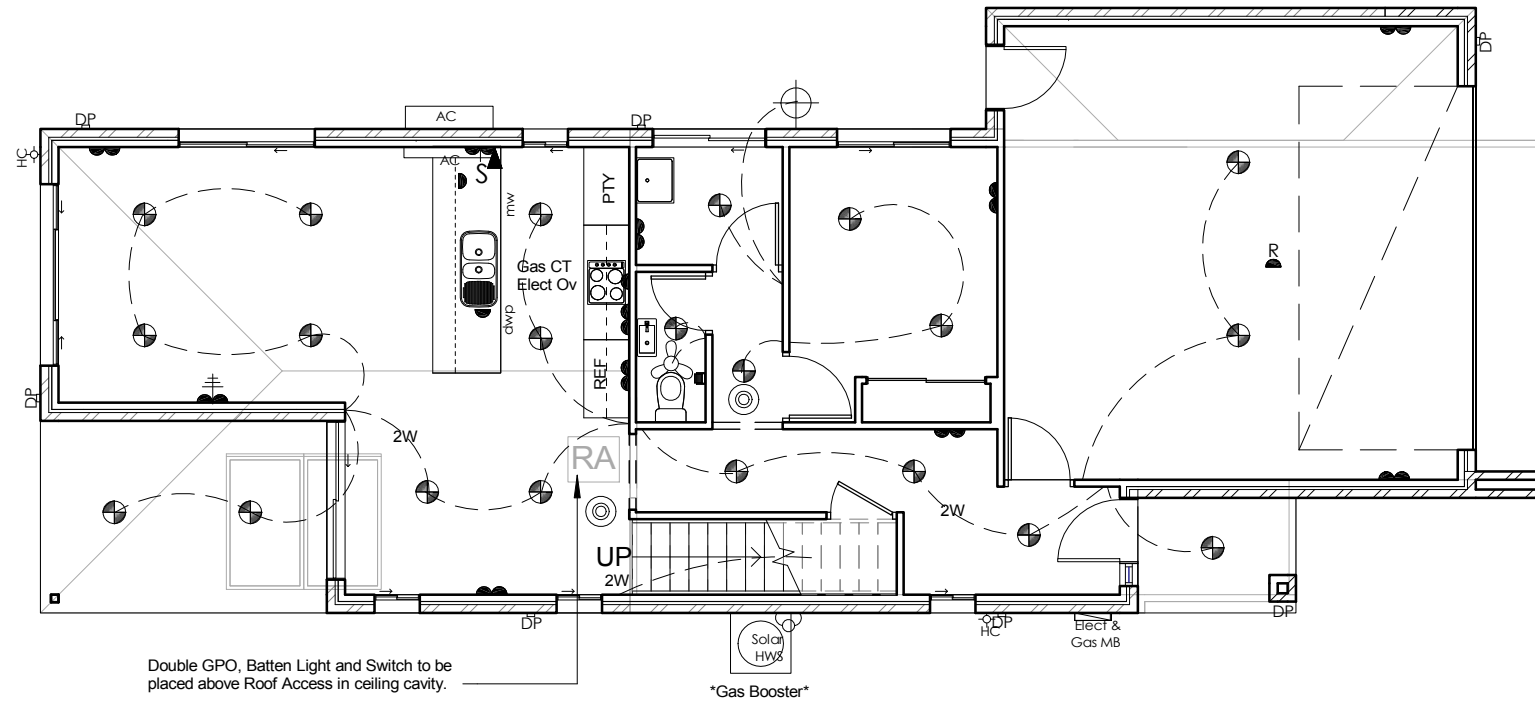 DP
AC
DP
DP
HC
AC
S
mw
PTY
Gas CT
Elect Ov
dwp
R
REF
DP
2W
RA
2W
UP
2W
DP
HC
DP
DP
Elect &
Gas MB
Solar
HWS
Double GPO, Batten Light and Switch to be
placed above Roof Access in ceiling cavity.
*Gas Booster*